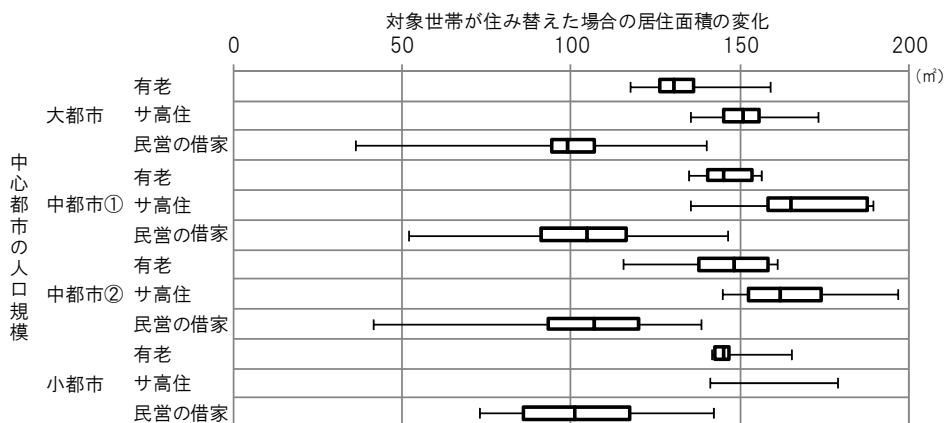 対象世帯が住み替えた場合の居住面積の変化
0 50 100 150 200
(㎡)
中心都市の人口規模
大都市
有老
サ高住
民営の借家
中都市①
有老
サ高住
民営の借家
中都市②
有老
サ高住
民営の借家
小都市
有老
サ高住
民営の借家